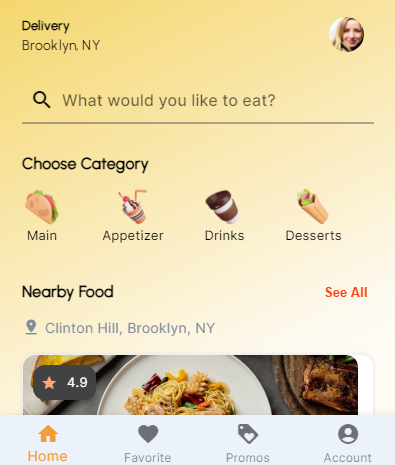 Delivery
Brooklyn, NY
What would you like to eat?
Choose Category
Main Appetizer Drinks Desserts
Nearby Food See All
Clinton Hill, Brooklyn, NY
4.9
Home Favorite Promos Account